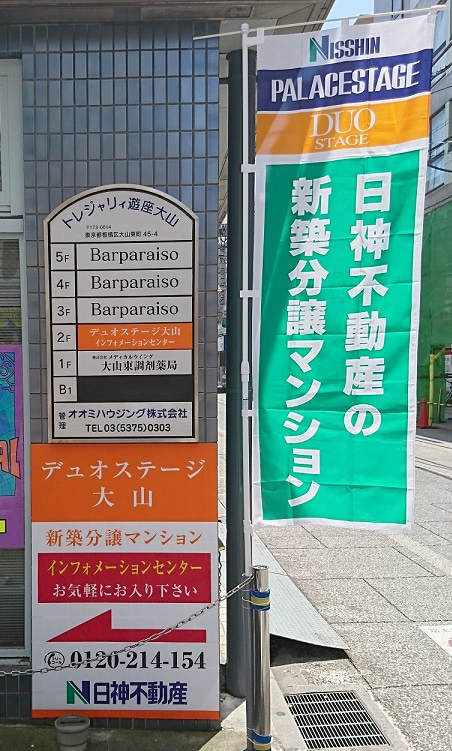 NISSHIN
PALACESTAGE
DUO
STAGE
日神不動産の
新築分譲マンション
トレジャリィ遊座大山
〒173-0014
東京都板橋区大山東町 45-4
5F Barparaiso
4F Barparaiso
3F Barparaiso
2F デュオステージ大山
インフォメーションセンター
1F 株式会社 メディカルウイング
大山東調剤薬局
B1
管理 オオミハウジング株式会社
TEL 03(5375)0303
デュオステージ
大山
新築分譲マンション
インフォメーションセンター
お気軽にお入り下さい
0120-214-154
N日神不動産